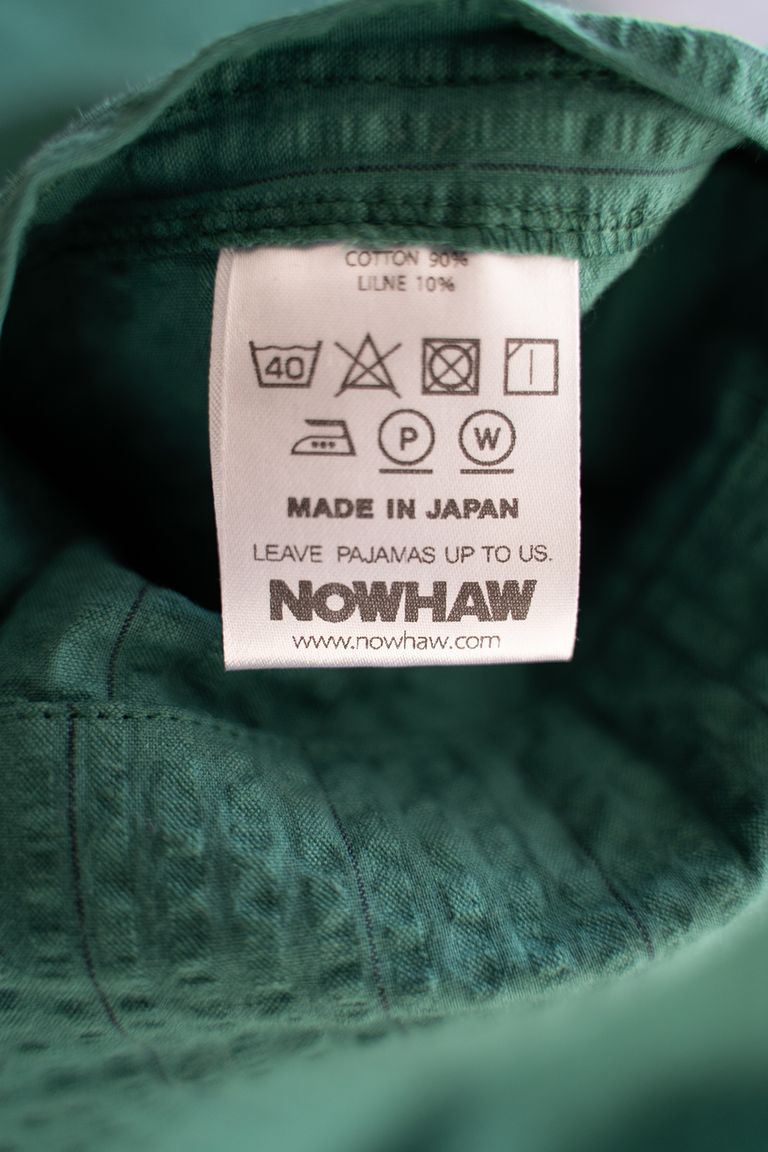 COTTON 90%
LILNE 10%
40
P W
MADE IN JAPAN
LEAVE PAJAMAS UP TO US.
NOWHAW
www.nowhaw.com